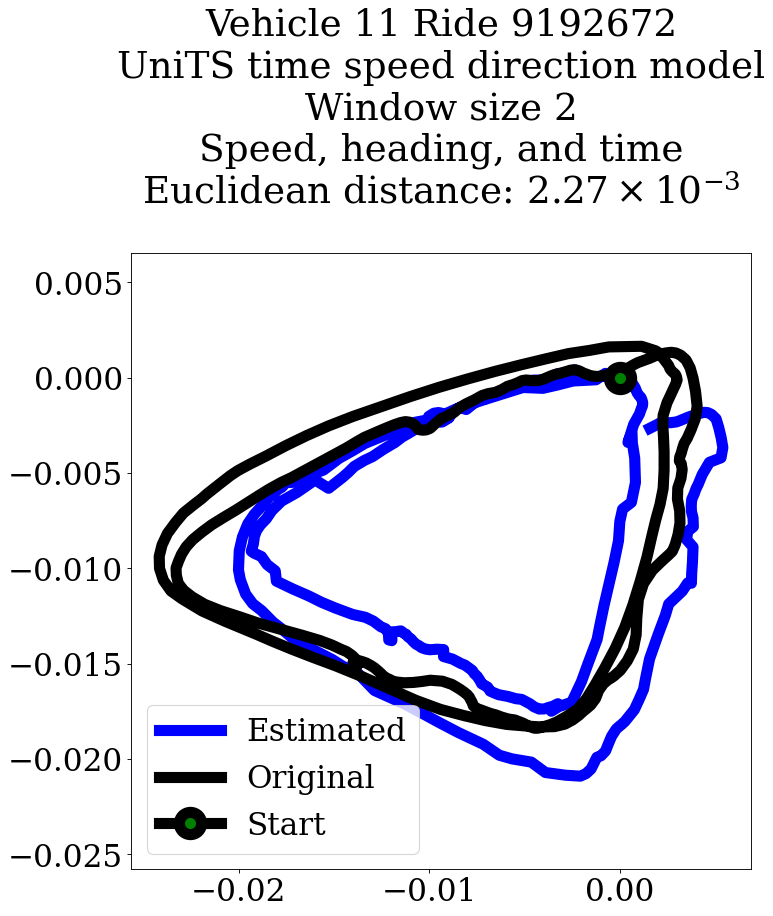 Vehicle 11 Ride 9192672
UniTS time speed direction model
Window size 2
Speed, heading, and time
Euclidean distance: 2.27 × 10⁻³
0.005
0.000
−0.005
−0.010
−0.015
−0.020
−0.025
Estimated
Original
Start
−0.02
−0.01
0.00